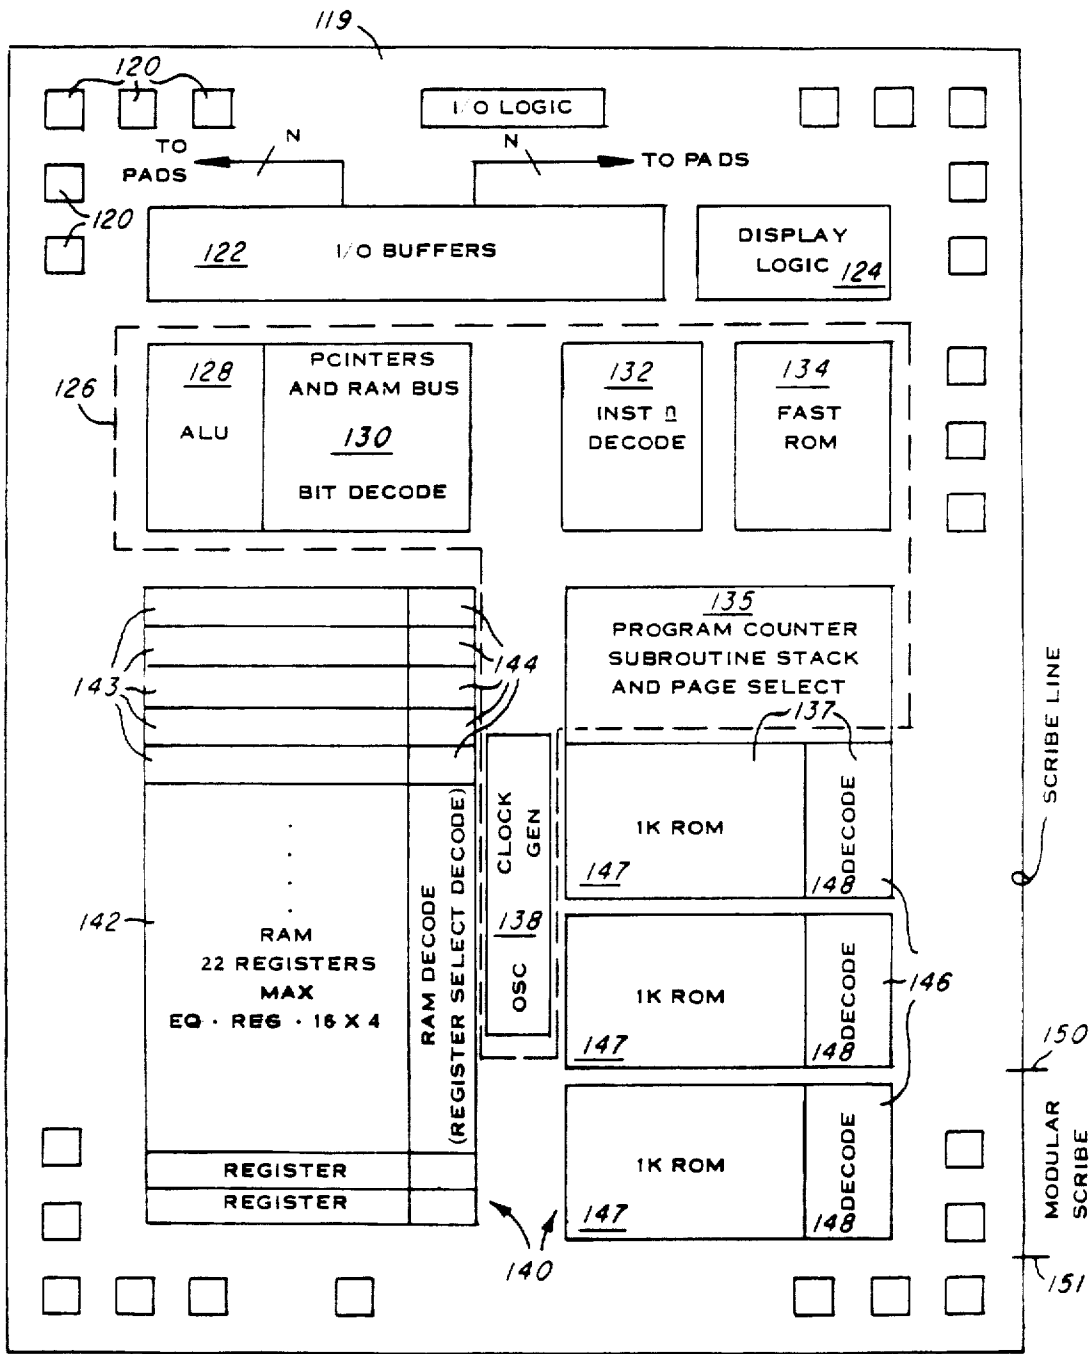 119
120
I/O LOGIC
TO
PADS
N
N
TO PADS
120
122
I/O BUFFERS
DISPLAY
LOGIC
124
126
128
ALU
POINTERS
AND RAM BUS
130
BIT DECODE
132
INST n
DECODE
134
FAST
ROM
135
PROGRAM COUNTER
SUBROUTINE STACK
AND PAGE SELECT
143
144
137
SCRIBE LINE
142
RAM
22 REGISTERS
MAX
EQ · REG · 16 X 4
RAM DECODE
(REGISTER SELECT DECODE)
CLOCK
GEN
138
OSC
1K ROM
147
DECODE
148
1K ROM
147
DECODE
148
146
1K ROM
147
DECODE
148
150
MODULAR
SCRIBE
151
REGISTER
REGISTER
140